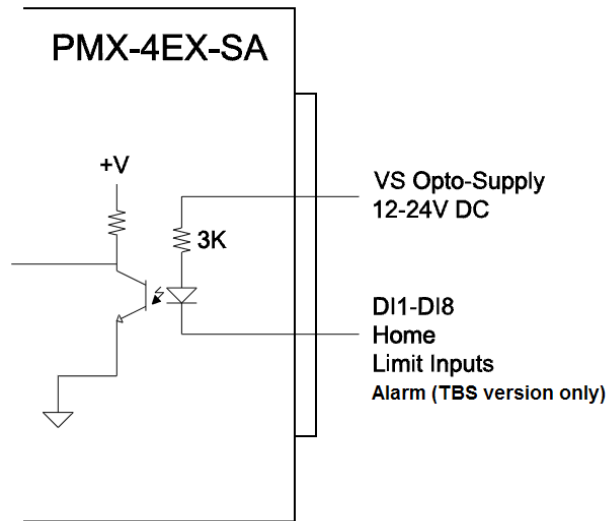 PMX-4EX-SA
+V
3K
VS Opto-Supply
12-24V DC
DI1-DI8
Home
Limit Inputs
Alarm (TBS version only)